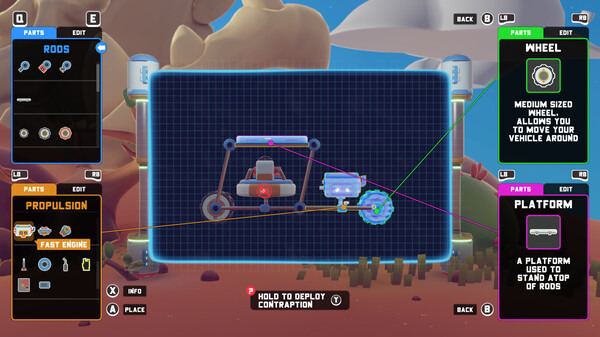 Q
E
PARTS
EDIT
RODS
BACK
B
LB
RB
PARTS
EDIT
WHEEL
MEDIUM SIZED
WHEEL.
ALLOWS YOU
TO MOVE YOUR
VEHICLE AROUND
LB
RB
PARTS
EDIT
PROPULSION
FAST ENGINE
LB
RB
PARTS
EDIT
PLATFORM
A PLATFORM
USED TO
STAND ATOP
OF RODS
X INFO
A PLACE
P HOLD TO DEPLOY Y
CONTRAPTION
BACK B